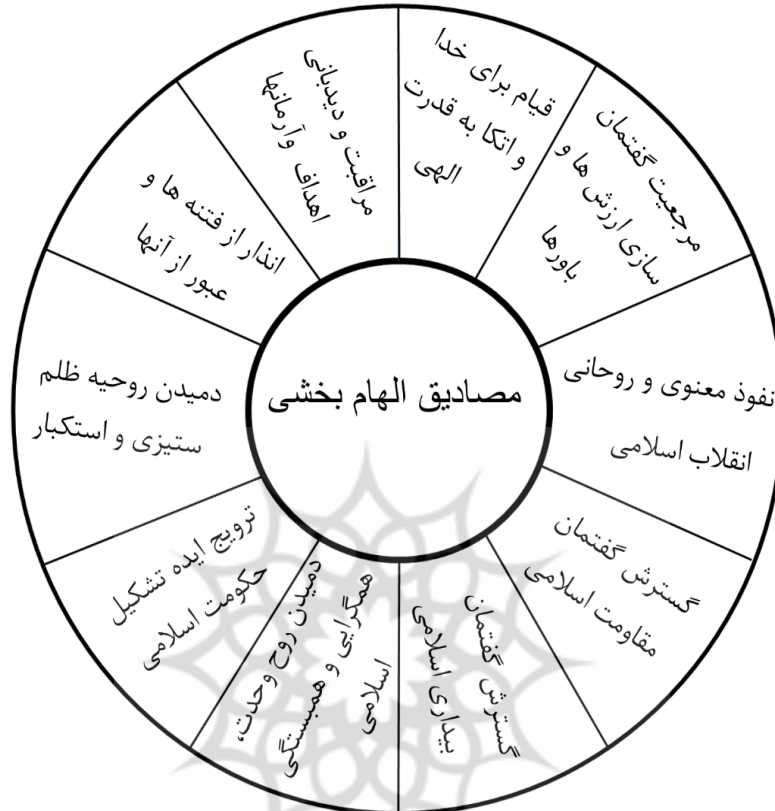 مصادیق الهام بخشی
قیام برای خدا
و اتکا به قدرت
الهی
مرجعیت گفتمان
سازی ارزش ها و
باورها
نفوذ معنوی و روحانی
انقلاب اسلامی
گسترش گفتمان
مقاومت اسلامی
گسترش گفتمان
بیداری اسلامی
دمیدن روح وحدت،
همگرایی و همبستگی
اسلامی
ترویج ایده تشکیل
حکومت اسلامی
دمیدن روحیه ظلم
ستیزی و استکبار
انذار از فتنه ها و
عبور از آنها
مراقبت و دیدبانی
اهداف وآرمانها